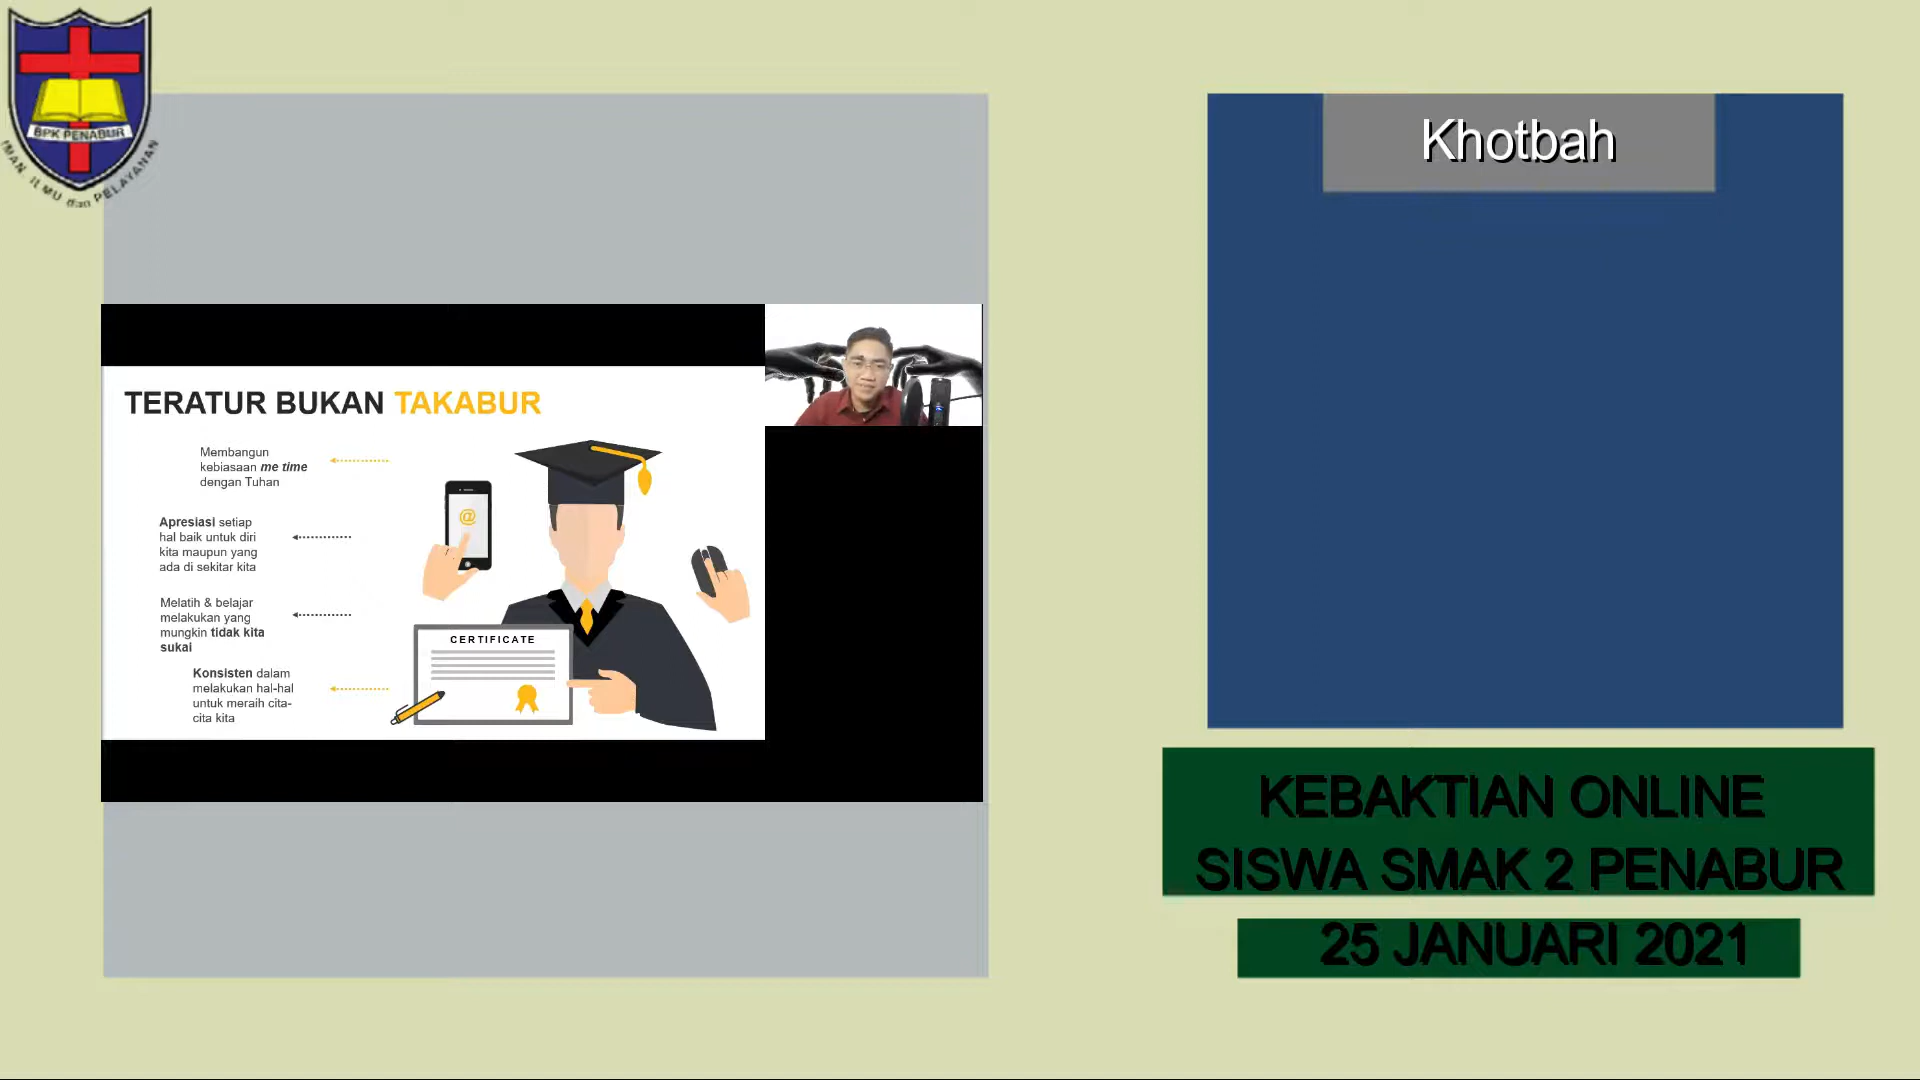 BPK PENABUR
IMAN, ILMU dan PELAYANAN
TERATUR BUKAN TAKABUR
Membangun
kebiasaan me time
dengan Tuhan
Apresiasi setiap
hal baik untuk diri
kita maupun yang
ada di sekitar kita
Melatih & belajar
melakukan yang
mungkin tidak kita
sukai
Konsisten dalam
melakukan hal-hal
untuk meraih cita-
cita kita
@
CERTIFICATE
Khotbah
KEBAKTIAN ONLINE
SISWA SMAK 2 PENABUR
25 JANUARI 2021